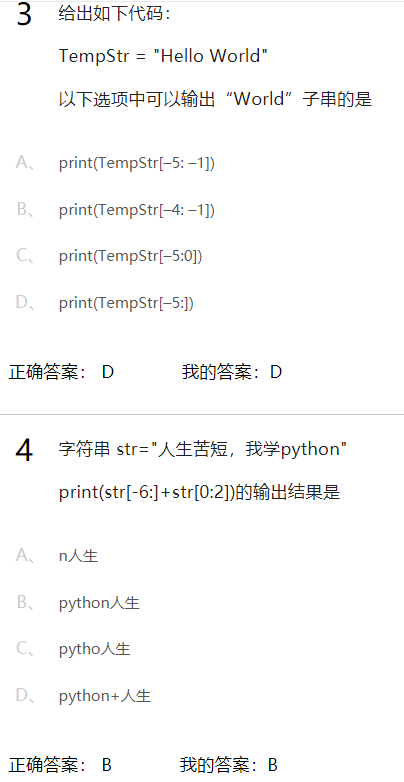 3 给出如下代码：
TempStr = "Hello World"
以下选项中可以输出“World”子串的是
A、 print(TempStr[–5: –1])
B、 print(TempStr[–4: –1])
C、 print(TempStr[–5:0])
D、 print(TempStr[–5:])
正确答案： D 我的答案：D
4 字符串 str="人生苦短，我学python"
print(str[-6:]+str[0:2])的输出结果是
A、 n人生
B、 python人生
C、 pytho人生
D、 python+人生
正确答案： B 我的答案：B